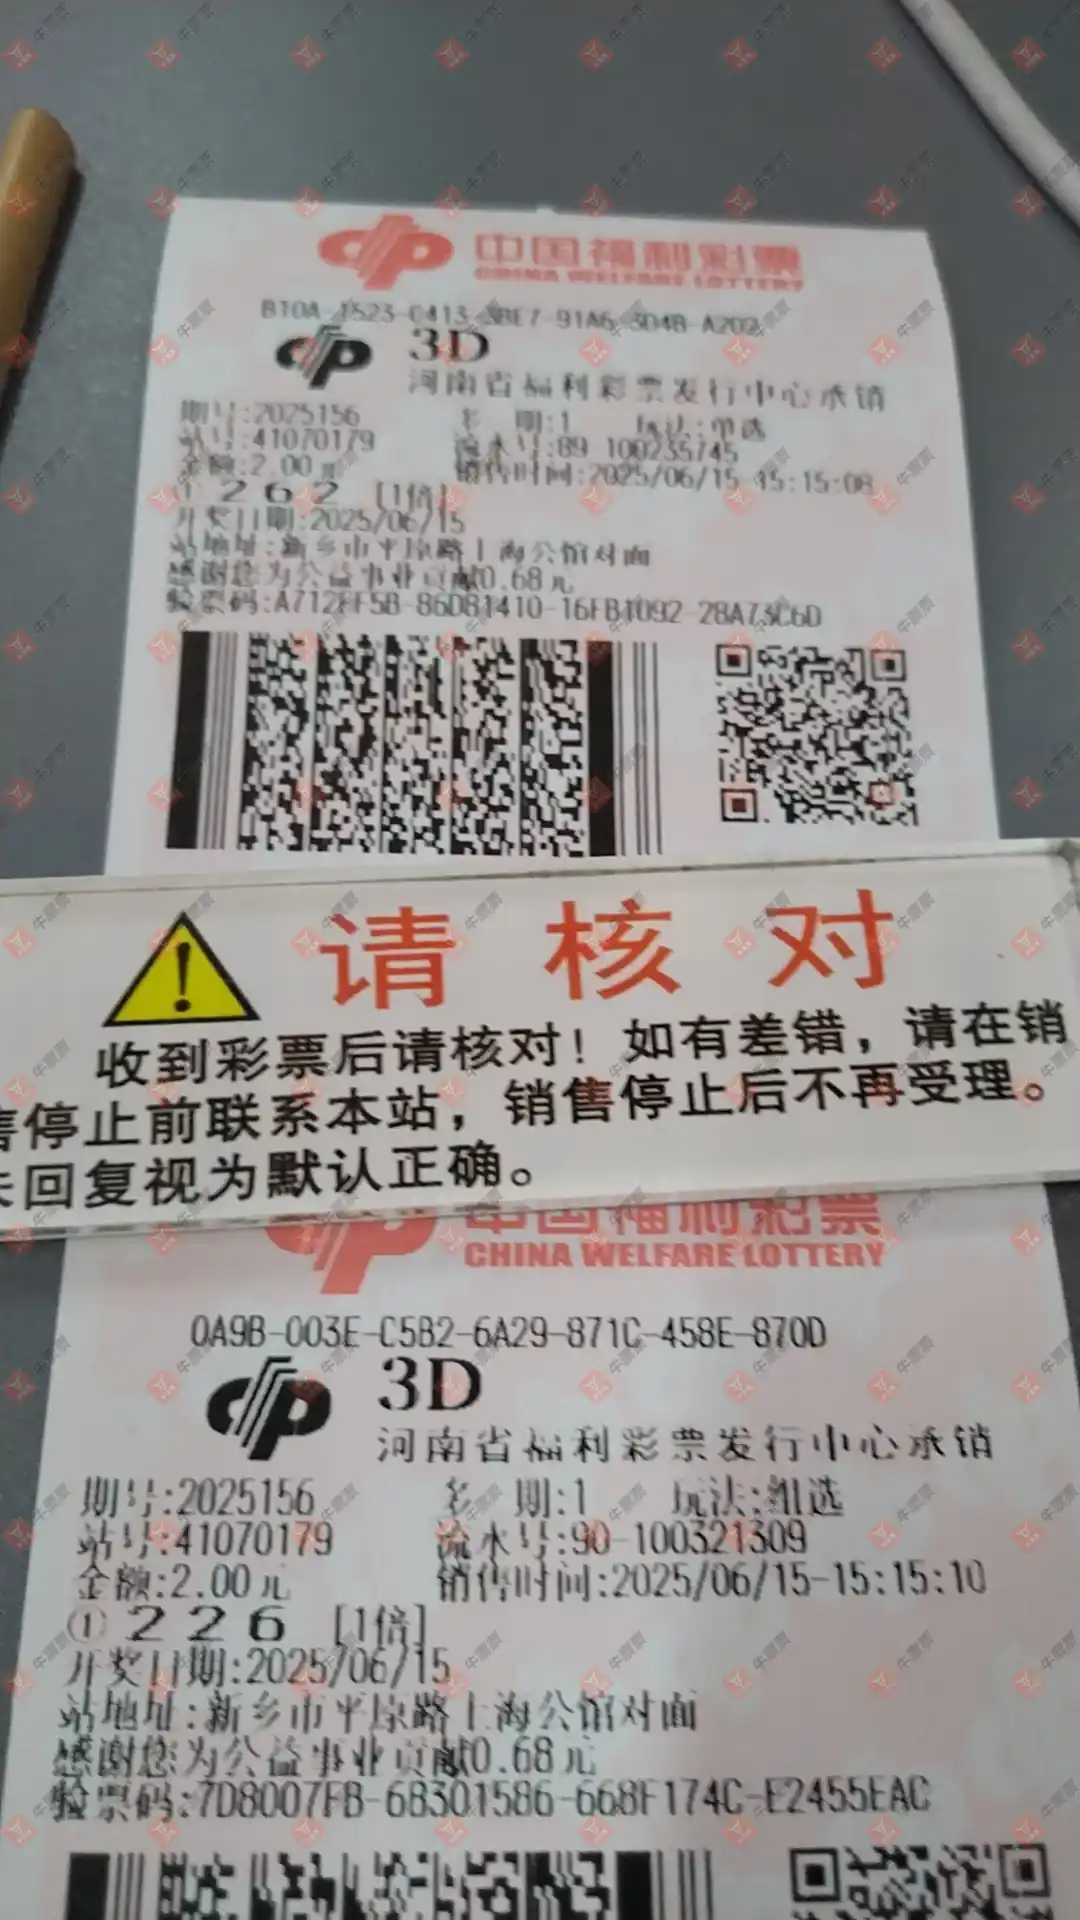 中国福利彩票
CHINA WELFARE LOTTERY
B10A-1523-C413-3BE7-91A6-304B-A202
3D
河南省福利彩票发行中心承销
期号:2025156 多 期:1 玩法:单选
站号:41070179 流水号:89-100235745
金额:2.00元 销售时间:2025/06/15-15:15:08
① 2 6 2 [1倍]
开奖日期:2025/06/15
站地址:新乡市平原路上海公馆对面
感谢您为公益事业贡献0.68元
验票码:A712FF5B-86D81410-16FB1092-28A73C6D
请核对
收到彩票后请核对!如有差错,请在销
售停止前联系本站,销售停止后不再受理。
未回复视为默认正确。
中国福利彩票
CHINA WELFARE LOTTERY
0A9B-003E-C5B2-6A29-871C-458E-870D
3D
河南省福利彩票发行中心承销
期号:2025156 多 期:1 玩法:组选
站号:41070179 流水号:90-100321309
金额:2.00元 销售时间:2025/06/15-15:15:10
① 2 2 6 [1倍]
开奖日期:2025/06/15
站地址:新乡市平原路上海公馆对面
感谢您为公益事业贡献0.68元
验票码:7D8007FB-6B301586-668F174C-E2455EAC
牛票票